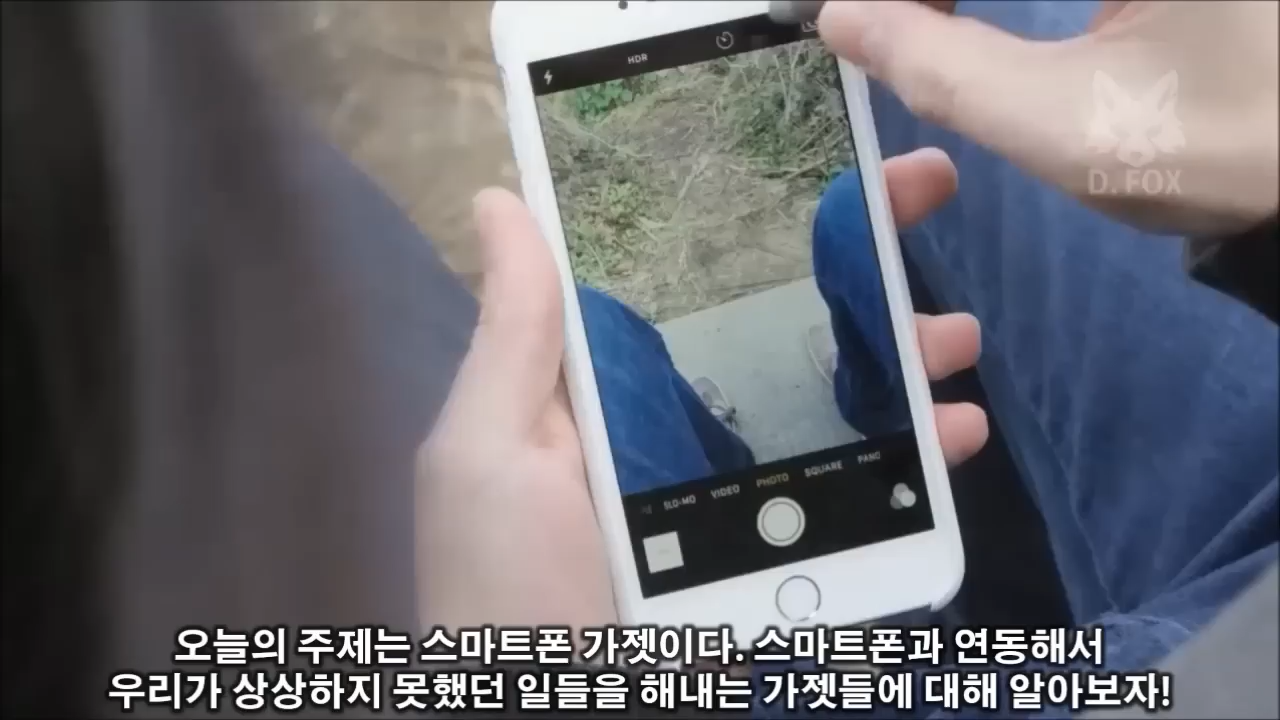 HDR
D. FOX
SLO-MO VIDEO PHOTO SQUARE PANO
오늘의 주제는 스마트폰 가젯이다. 스마트폰과 연동해서
우리가 상상하지 못했던 일들을 해내는 가젯들에 대해 알아보자!